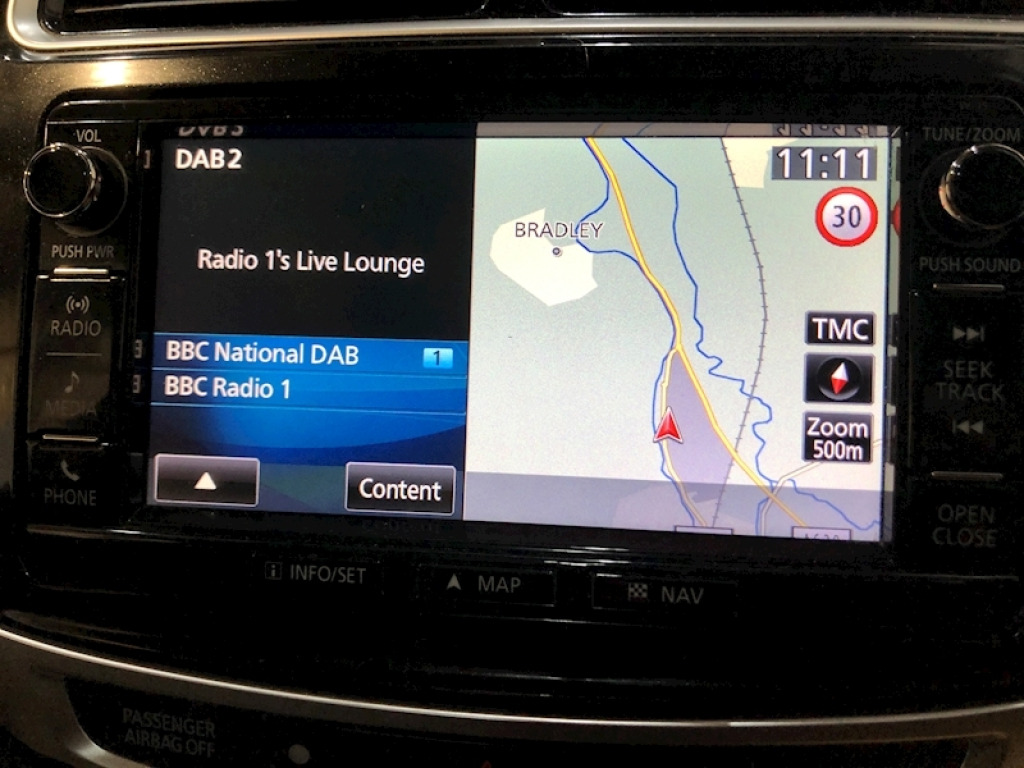 VOL
PUSH PWR
RADIO
MEDIA
PHONE
DAB2
Radio 1's Live Lounge
BBC National DAB 1
BBC Radio 1
Content
BRADLEY
11:11
30
TMC
Zoom
500m
TUNE/ZOOM
PUSH SOUND
SEEK
TRACK
OPEN
CLOSE
INFO/SET
MAP
NAV
PASSENGER
AIRBAG OFF